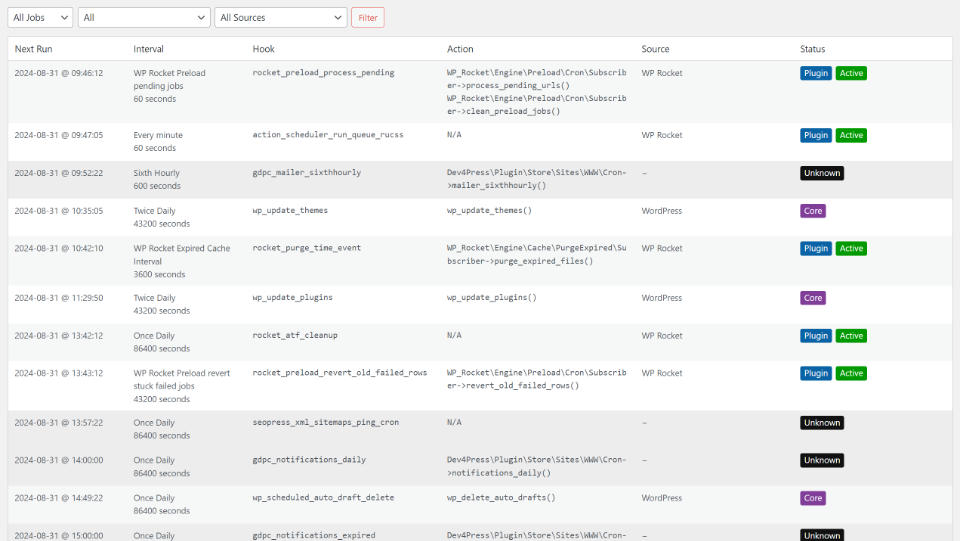 All Jobs All All Sources Filter
Next Run Interval Hook Action Source Status
2024-08-31 @ 09:46:12 WP Rocket Preload rocket_preload_process_pending WP_Rocket\Engine\Preload\Cron\Subscrib WP Rocket Plugin Active
pending jobs er->process_pending_urls()
60 seconds WP_Rocket\Engine\Preload\Cron\Subscrib
er->clean_preload_jobs()
2024-08-31 @ 09:47:05 Every minute action_scheduler_run_queue_rucss N/A WP Rocket Plugin Active
60 seconds
2024-08-31 @ 09:52:22 Sixth Hourly gdpc_mailer_sixthhourly Dev4Press\Plugin\Store\Sites\WWW\Cron- – Unknown
600 seconds >mailer_sixthhourly()
2024-08-31 @ 10:35:05 Twice Daily wp_update_themes wp_update_themes() WordPress Core
43200 seconds
2024-08-31 @ 10:42:10 WP Rocket Expired Cache rocket_purge_time_event WP_Rocket\Engine\Cache\PurgeExpired\Su WP Rocket Plugin Active
Interval bscriber->purge_expired_files()
3600 seconds
2024-08-31 @ 11:29:50 Twice Daily wp_update_plugins wp_update_plugins() WordPress Core
43200 seconds
2024-08-31 @ 13:42:12 Once Daily rocket_atf_cleanup N/A WP Rocket Plugin Active
86400 seconds
2024-08-31 @ 13:43:12 WP Rocket Preload revert rocket_preload_revert_old_failed_rows WP_Rocket\Engine\Preload\Cron\Subscrib WP Rocket Plugin Active
stuck failed jobs er->revert_old_failed_rows()
43200 seconds
2024-08-31 @ 13:57:22 Once Daily seopress_xml_sitemaps_ping_cron N/A – Unknown
86400 seconds
2024-08-31 @ 14:00:00 Once Daily gdpc_notifications_daily Dev4Press\Plugin\Store\Sites\WWW\Cron- – Unknown
86400 seconds >notifications_daily()
2024-08-31 @ 14:49:22 Once Daily wp_scheduled_auto_draft_delete wp_delete_auto_drafts() WordPress Core
86400 seconds
2024-08-31 @ 15:00:00 Once Daily gdpc_notifications_expired Dev4Press\Plugin\Store\Sites\WWW\Cron- – Unknown